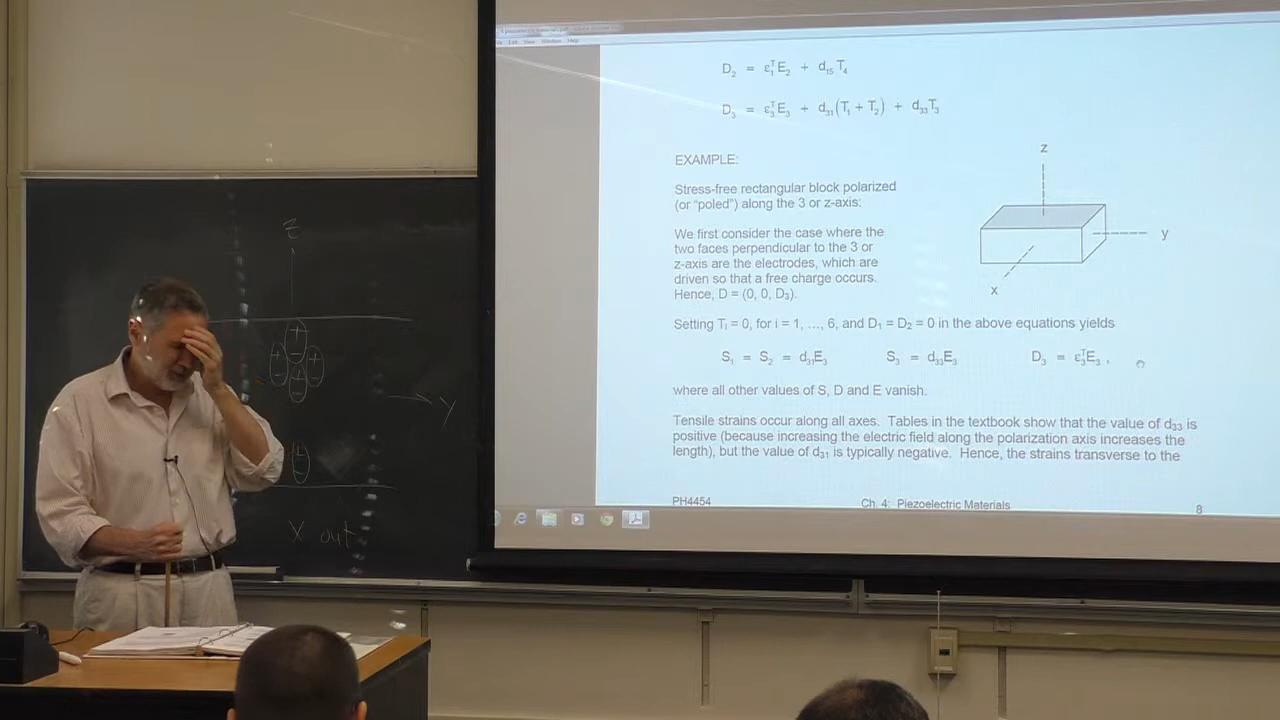 Edit View Window Help
D₂ = ε₁ᵀE₂ + d₁₅T₄
D₃ = ε₃ᵀE₃ + d₃₁(T₁ + T₂) + d₃₃T₃
EXAMPLE:
Stress-free rectangular block polarized
(or “poled”) along the 3 or z-axis:
We first consider the case where the
two faces perpendicular to the 3 or
z-axis are the electrodes, which are
driven so that a free charge occurs.
Hence, D = (0, 0, D₃).
z
y
x
Setting Tᵢ = 0, for i = 1, ..., 6, and D₁ = D₂ = 0 in the above equations yields
S₁ = S₂ = d₃₁E₃ S₃ = d₃₃E₃ D₃ = ε₃ᵀE₃ ,
where all other values of S, D and E vanish.
Tensile strains occur along all axes. Tables in the textbook show that the value of d₃₃ is
positive (because increasing the electric field along the polarization axis increases the
length), but the value of d₃₁ is typically negative. Hence, the strains transverse to the
PH4454 Ch. 4: Piezoelectric Materials 8
z
+ 
-
+ + +
- - -
y
+
-
X out